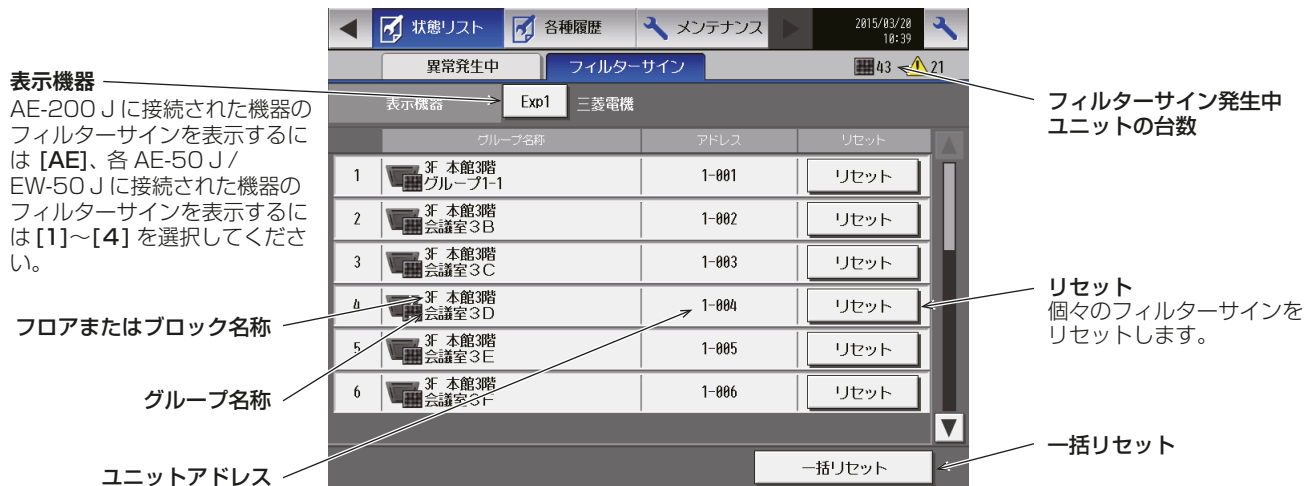 状態リスト 各種履歴 メンテナンス 2015/03/20
10:39
異常発生中 フィルターサイン 43 21
表示機器 Exp1 三菱電機
グループ名称 アドレス リセット
1 3F 本館3階
グループ1-1 1-001 リセット
2 3F 本館3階
会議室3B 1-002 リセット
3 3F 本館3階
会議室3C 1-003 リセット
4 3F 本館3階
会議室3D 1-004 リセット
5 3F 本館3階
会議室3E 1-005 リセット
6 3F 本館3階
会議室3F 1-006 リセット
一括リセット
表示機器
AE-200 J に接続された機器の
フィルターサインを表示するに
は [AE]、各 AE-50 J /
EW-50 J に接続された機器の
フィルターサインを表示するに
は [1]～[4] を選択してくださ
い。
フロアまたはブロック名称
グループ名称
ユニットアドレス
フィルターサイン発生中
ユニットの台数
リセット
個々のフィルターサインを
リセットします。
一括リセット